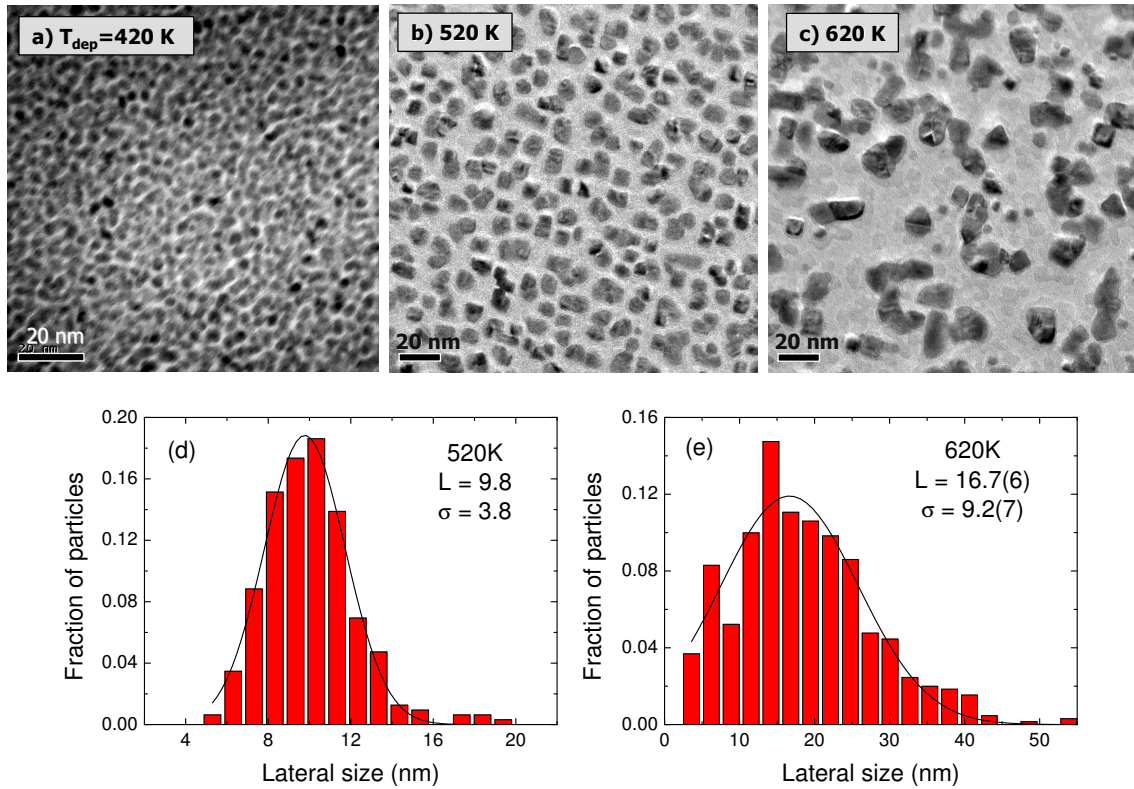 a) Tdep=420 K
20 nm
20 nm
b) 520 K
20 nm
c) 620 K
20 nm
(d)
520K
L = 9.8
σ = 3.8
Fraction of particles
0.20
0.16
0.12
0.08
0.04
0.00
4 8 12 16 20
Lateral size (nm)
(e)
620K
L = 16.7(6)
σ = 9.2(7)
Fraction of particles
0.16
0.12
0.08
0.04
0.00
0 10 20 30 40 50
Lateral size (nm)